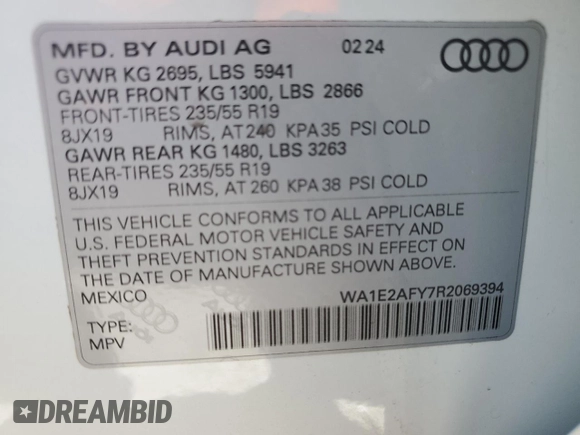 MFD. BY AUDI AG 02 24
GVWR KG 2695, LBS 5941
GAWR FRONT KG 1300, LBS 2866
FRONT-TIRES 235/55 R19
8JX19 RIMS, AT 240 KPA 35 PSI COLD
GAWR REAR KG 1480, LBS 3263
REAR-TIRES 235/55 R19
8JX19 RIMS, AT 260 KPA 38 PSI COLD
THIS VEHICLE CONFORMS TO ALL APPLICABLE
U.S. FEDERAL MOTOR VEHICLE SAFETY AND
THEFT PREVENTION STANDARDS IN EFFECT ON
THE DATE OF MANUFACTURE SHOWN ABOVE.
MEXICO WA1E2AFY7R2069394
TYPE:
MPV
DREAMBID